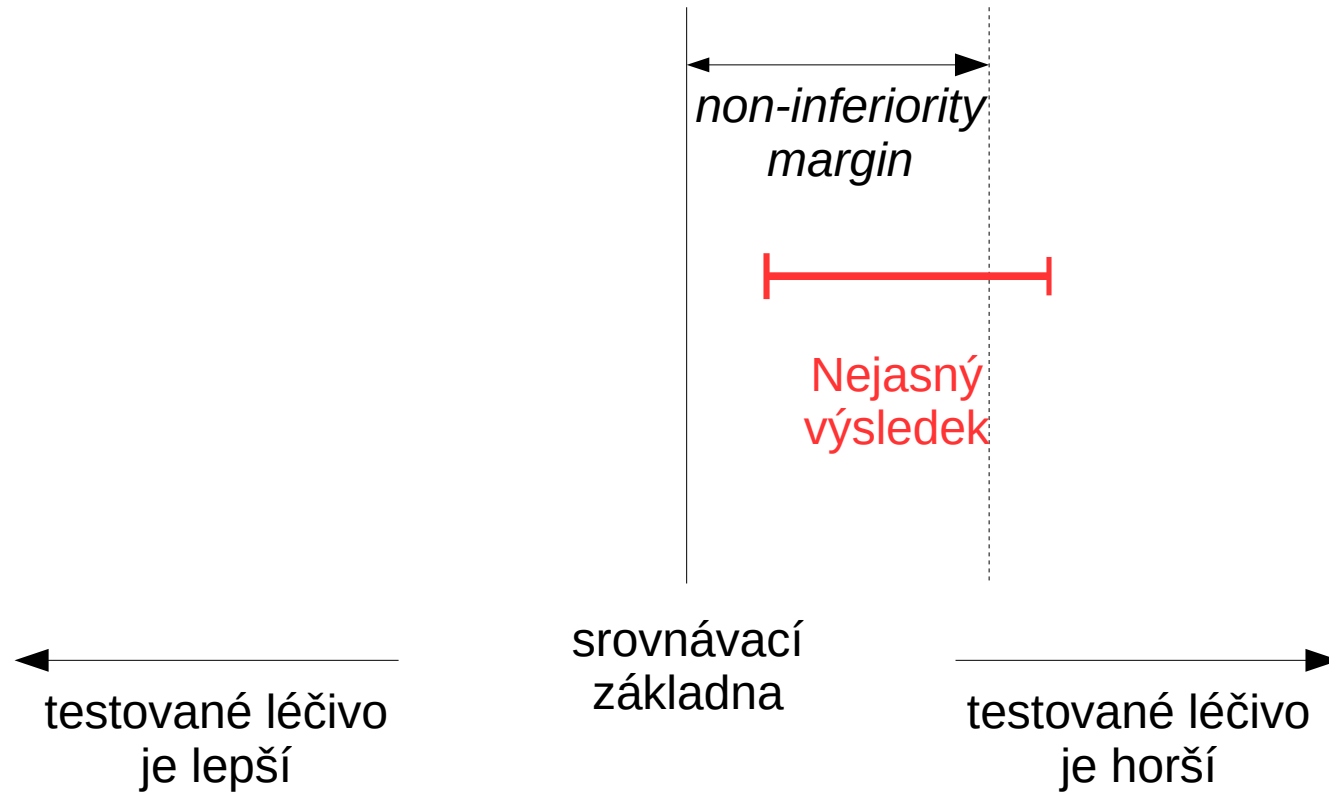 non-inferiority
margin
Nejasný
výsledek
srovnávací
základna
testované léčivo
je lepší
testované léčivo
je horší